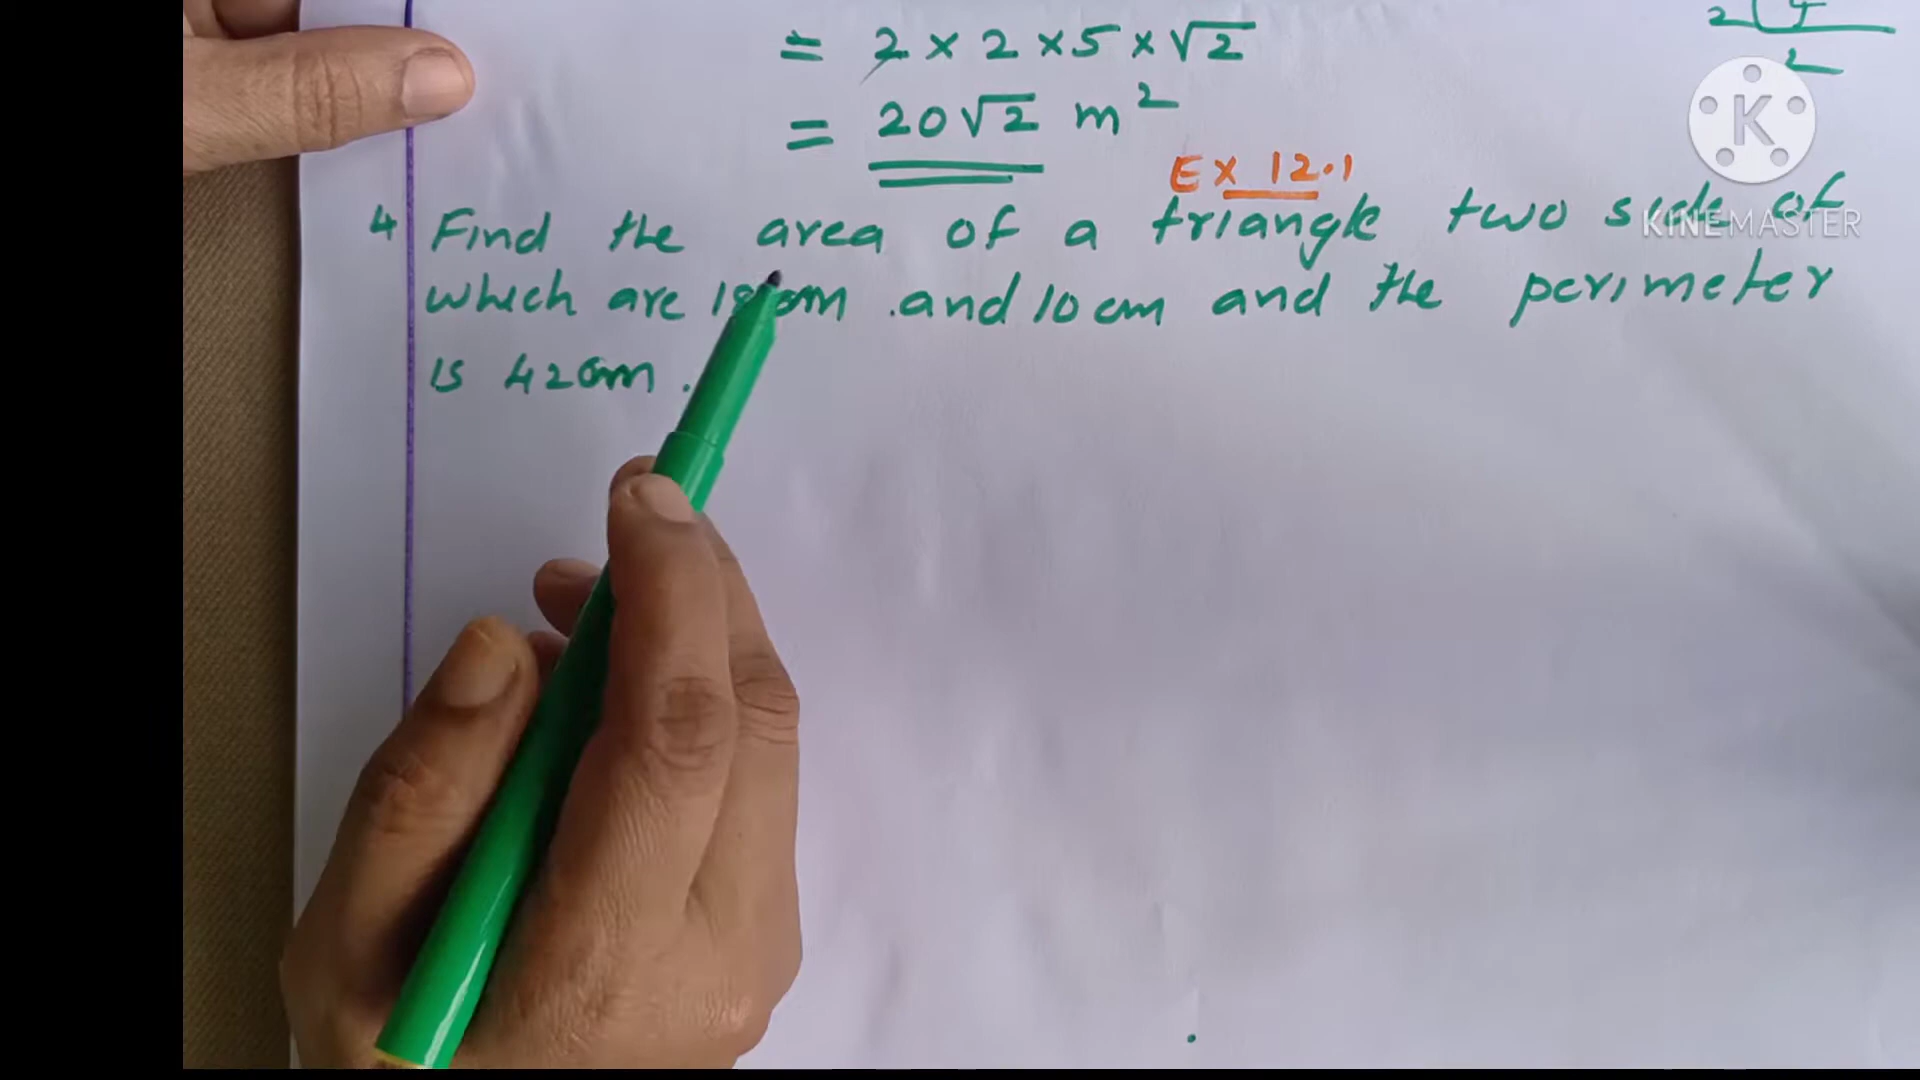 = 2 × 2 × 5 × √2
= 20√2 m²
Ex 12.1
4 Find the area of a triangle two side of
which are 18cm .and 10 cm and the perimeter
is 42cm .
K
KINEMASTER